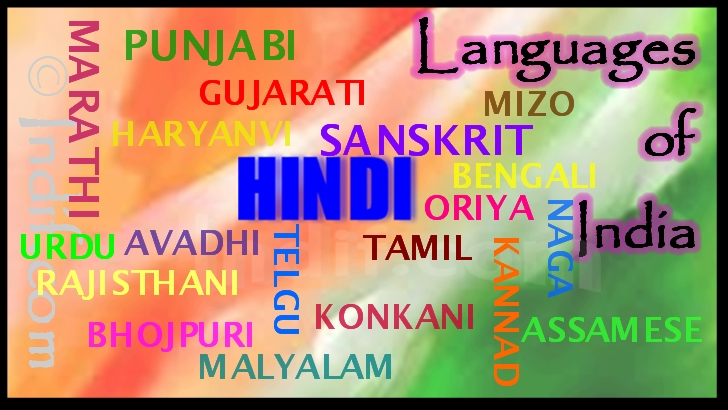 Languages
of
India
MARATHI
PUNJABI
GUJARATI
MIZO
HARYANVI
SANSKRIT
HINDI
BENGALI
ORIYA
NAGA
URDU
AVADHI
TELGU
TAMIL
KANNAD
RAJISTHANI
KONKANI
BHOJPURI
ASSAMESE
MALYALAM
© Indif.com